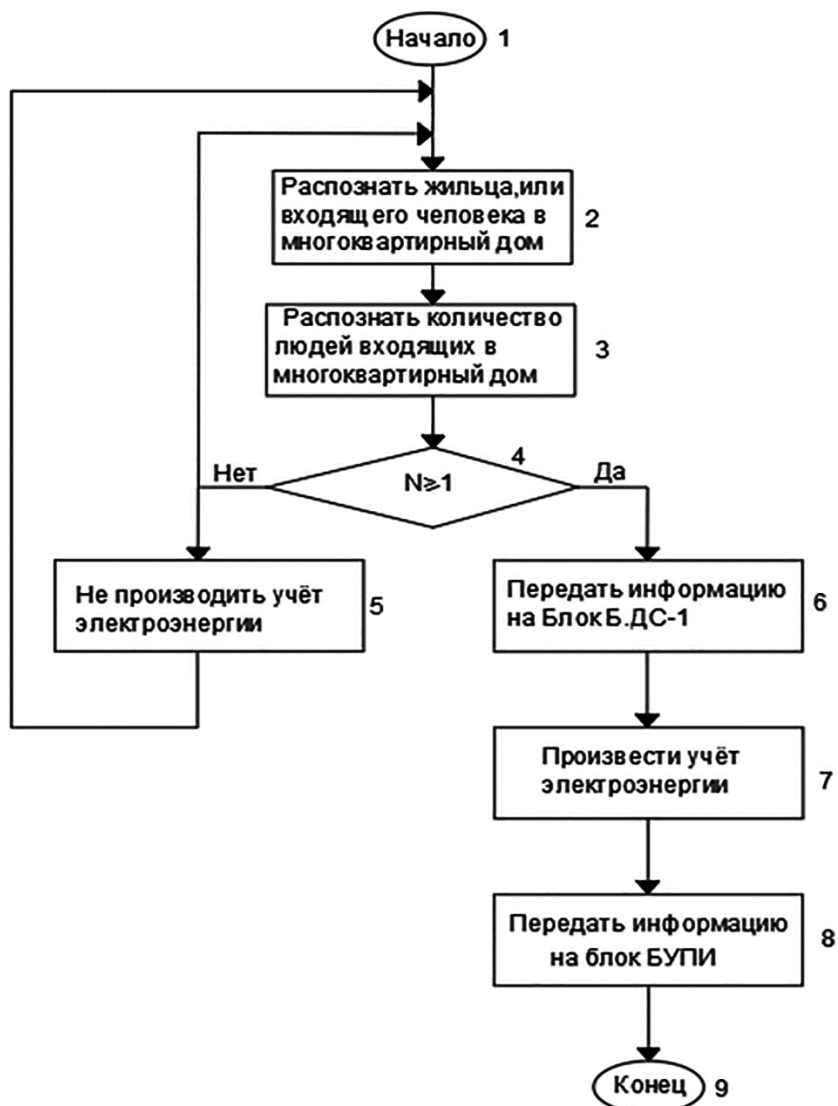 Начало 1
Распознать жильца,или
входящего человека в
многоквартирный дом
2
Распознать количество
людей входящих в
многоквартирный дом
3
4
Нет
N⩾1
Да
Не производить учёт
электроэнергии
5
Передать информацию
на Блок Б.ДС-1
6
Произвести учёт
электроэнергии
7
Передать информацию
на блок БУПИ
8
Конец 9